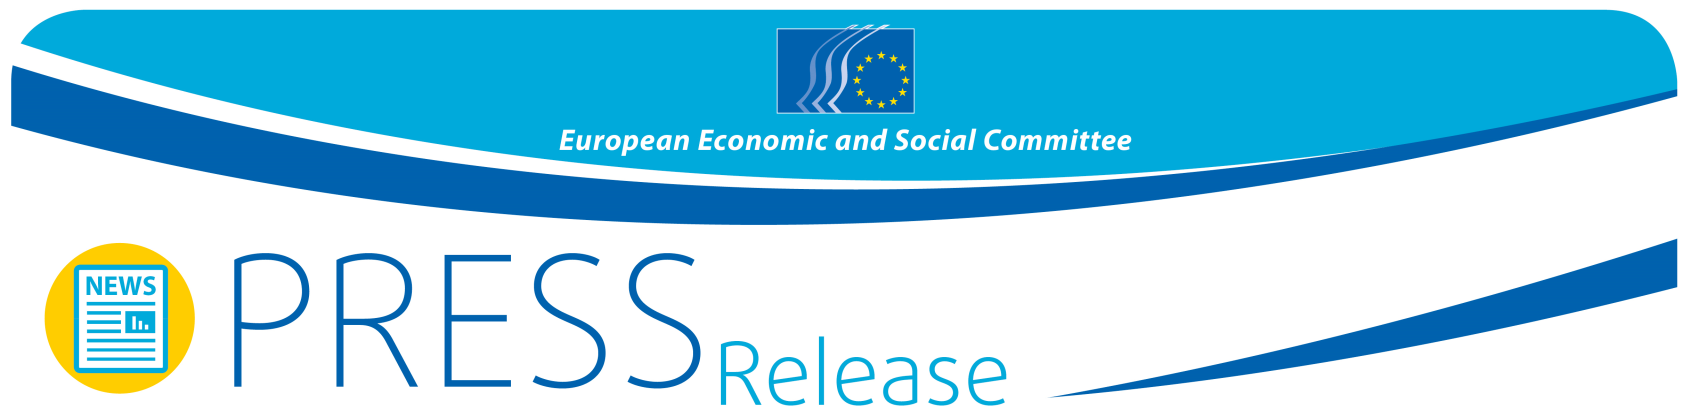 European Economic and Social Committee
NEWS
PRESS Release